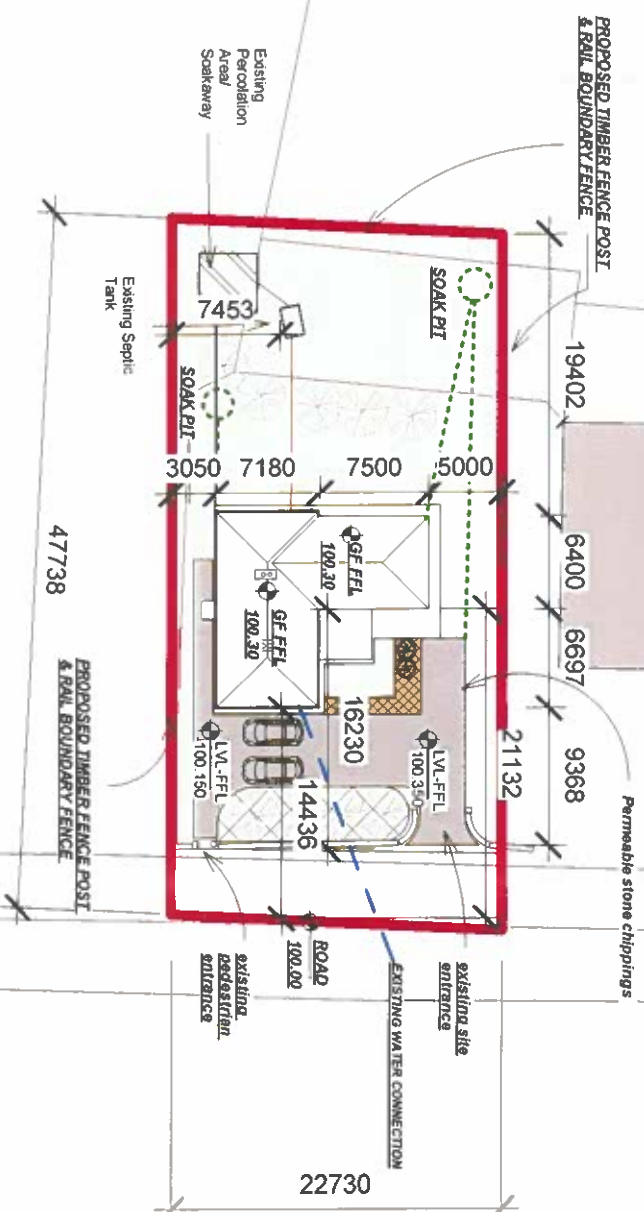 PROPOSED TIMBER FENCE POST
& RAIL BOUNDARY FENCE
Existing
Percolation
Area/
Soakaway
SOAK PIT
19402
7453
Existing Septic
Tank
SOAK PIT
3050
7180
7500
5000
6400
6697
9368
47738
GF FFL
100.30
GF FFL
100.30
16230
21132
LVL-FFL
100.350
LVL-FFL
100.150
14436
Permeable stone chippings
PROPOSED TIMBER FENCE POST
& RAIL BOUNDARY FENCE
ROAD
100.00
existing
pedestrian
entrance
existing site
entrance
EXISTING WATER CONNECTION
22730